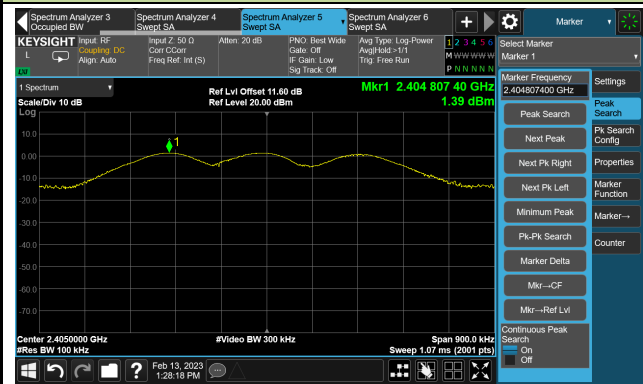 Spectrum Analyzer 3
Occupied BW
Spectrum Analyzer 4
Swept SA
Spectrum Analyzer 5
Swept SA
Spectrum Analyzer 6
Swept SA
Marker
KEYSIGHT
L
LXI
Input: RF
Coupling: DC
Align: Auto
Input Z: 50 Ω
Corr CCorr
Freq Ref: Int (S)
Atten: 20 dB
PNO: Best Wide
Gate: Off
IF Gain: Low
Sig Track: Off
Avg Type: Log-Power
Avg|Hold:>1/1
Trig: Free Run
1 2 3 4 5 6
M W W W W W
P N N N N N
Select Marker
Marker 1
1 Spectrum
Scale/Div 10 dB
Log
Ref Lvl Offset 11.60 dB
Ref Level 20.00 dBm
Mkr1 2.404 807 40 GHz
1.39 dBm
10.0
0.00
-10.0
-20.0
-30.0
-40.0
-50.0
-60.0
-70.0
1
Center 2.4050000 GHz
#Res BW 100 kHz
#Video BW 300 kHz
Span 900.0 kHz
Sweep 1.07 ms (2001 pts)
Marker Frequency
2.404807400 GHz
Peak Search
Next Peak
Next Pk Right
Next Pk Left
Minimum Peak
Pk-Pk Search
Marker Delta
Mkr→CF
Mkr→Ref Lvl
Continuous Peak
Search
On
Off
Settings
Peak
Search
Pk Search
Config
Properties
Marker
Function
Marker→
Counter
?
Feb 13, 2023
1:28:18 PM